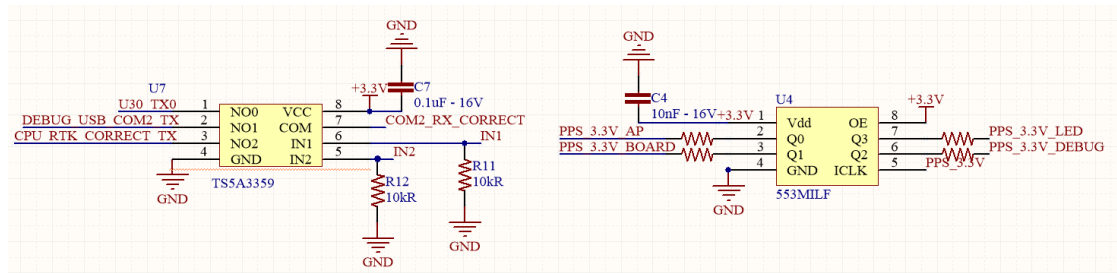 GND
U7
+3.3V
C7
0.1uF - 16V
U30_TX0
1
NO0
VCC
8
DEBUG_USB_COM2_TX
2
NO1
COM
7
COM2_RX_CORRECT
CPU_RTK_CORRECT_TX
3
NO2
IN1
6
IN1
4
GND
IN2
5
IN2
TS5A3359
GND
R12
10kR
GND
R11
10kR
GND
GND
C4
10nF - 16V
+3.3V
U4
+3.3V
1
Vdd
OE
8
PPS_3.3V_AP
2
Q0
Q3
7
PPS_3.3V_LED
PPS_3.3V_BOARD
3
Q1
Q2
6
PPS_3.3V_DEBUG
4
GND
ICLK
5
PPS_3.3V
553MILF
GND